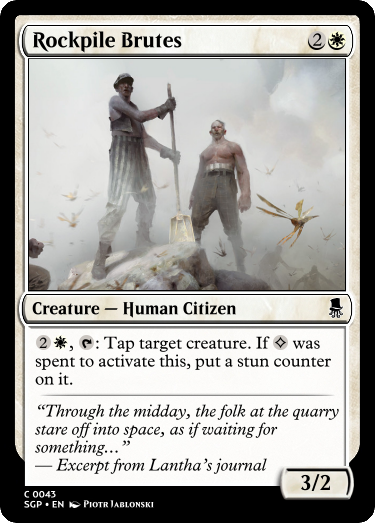 Rockpile Brutes
2
Creature — Human Citizen
2, : Tap target creature. If was
spent to activate this, put a stun counter
on it.
“Through the midday, the folk at the quarry
stare off into space, as if waiting for
something...”
— Excerpt from Lantha’s journal
3/2
C 0043
SGP • EN Piotr Jablonski